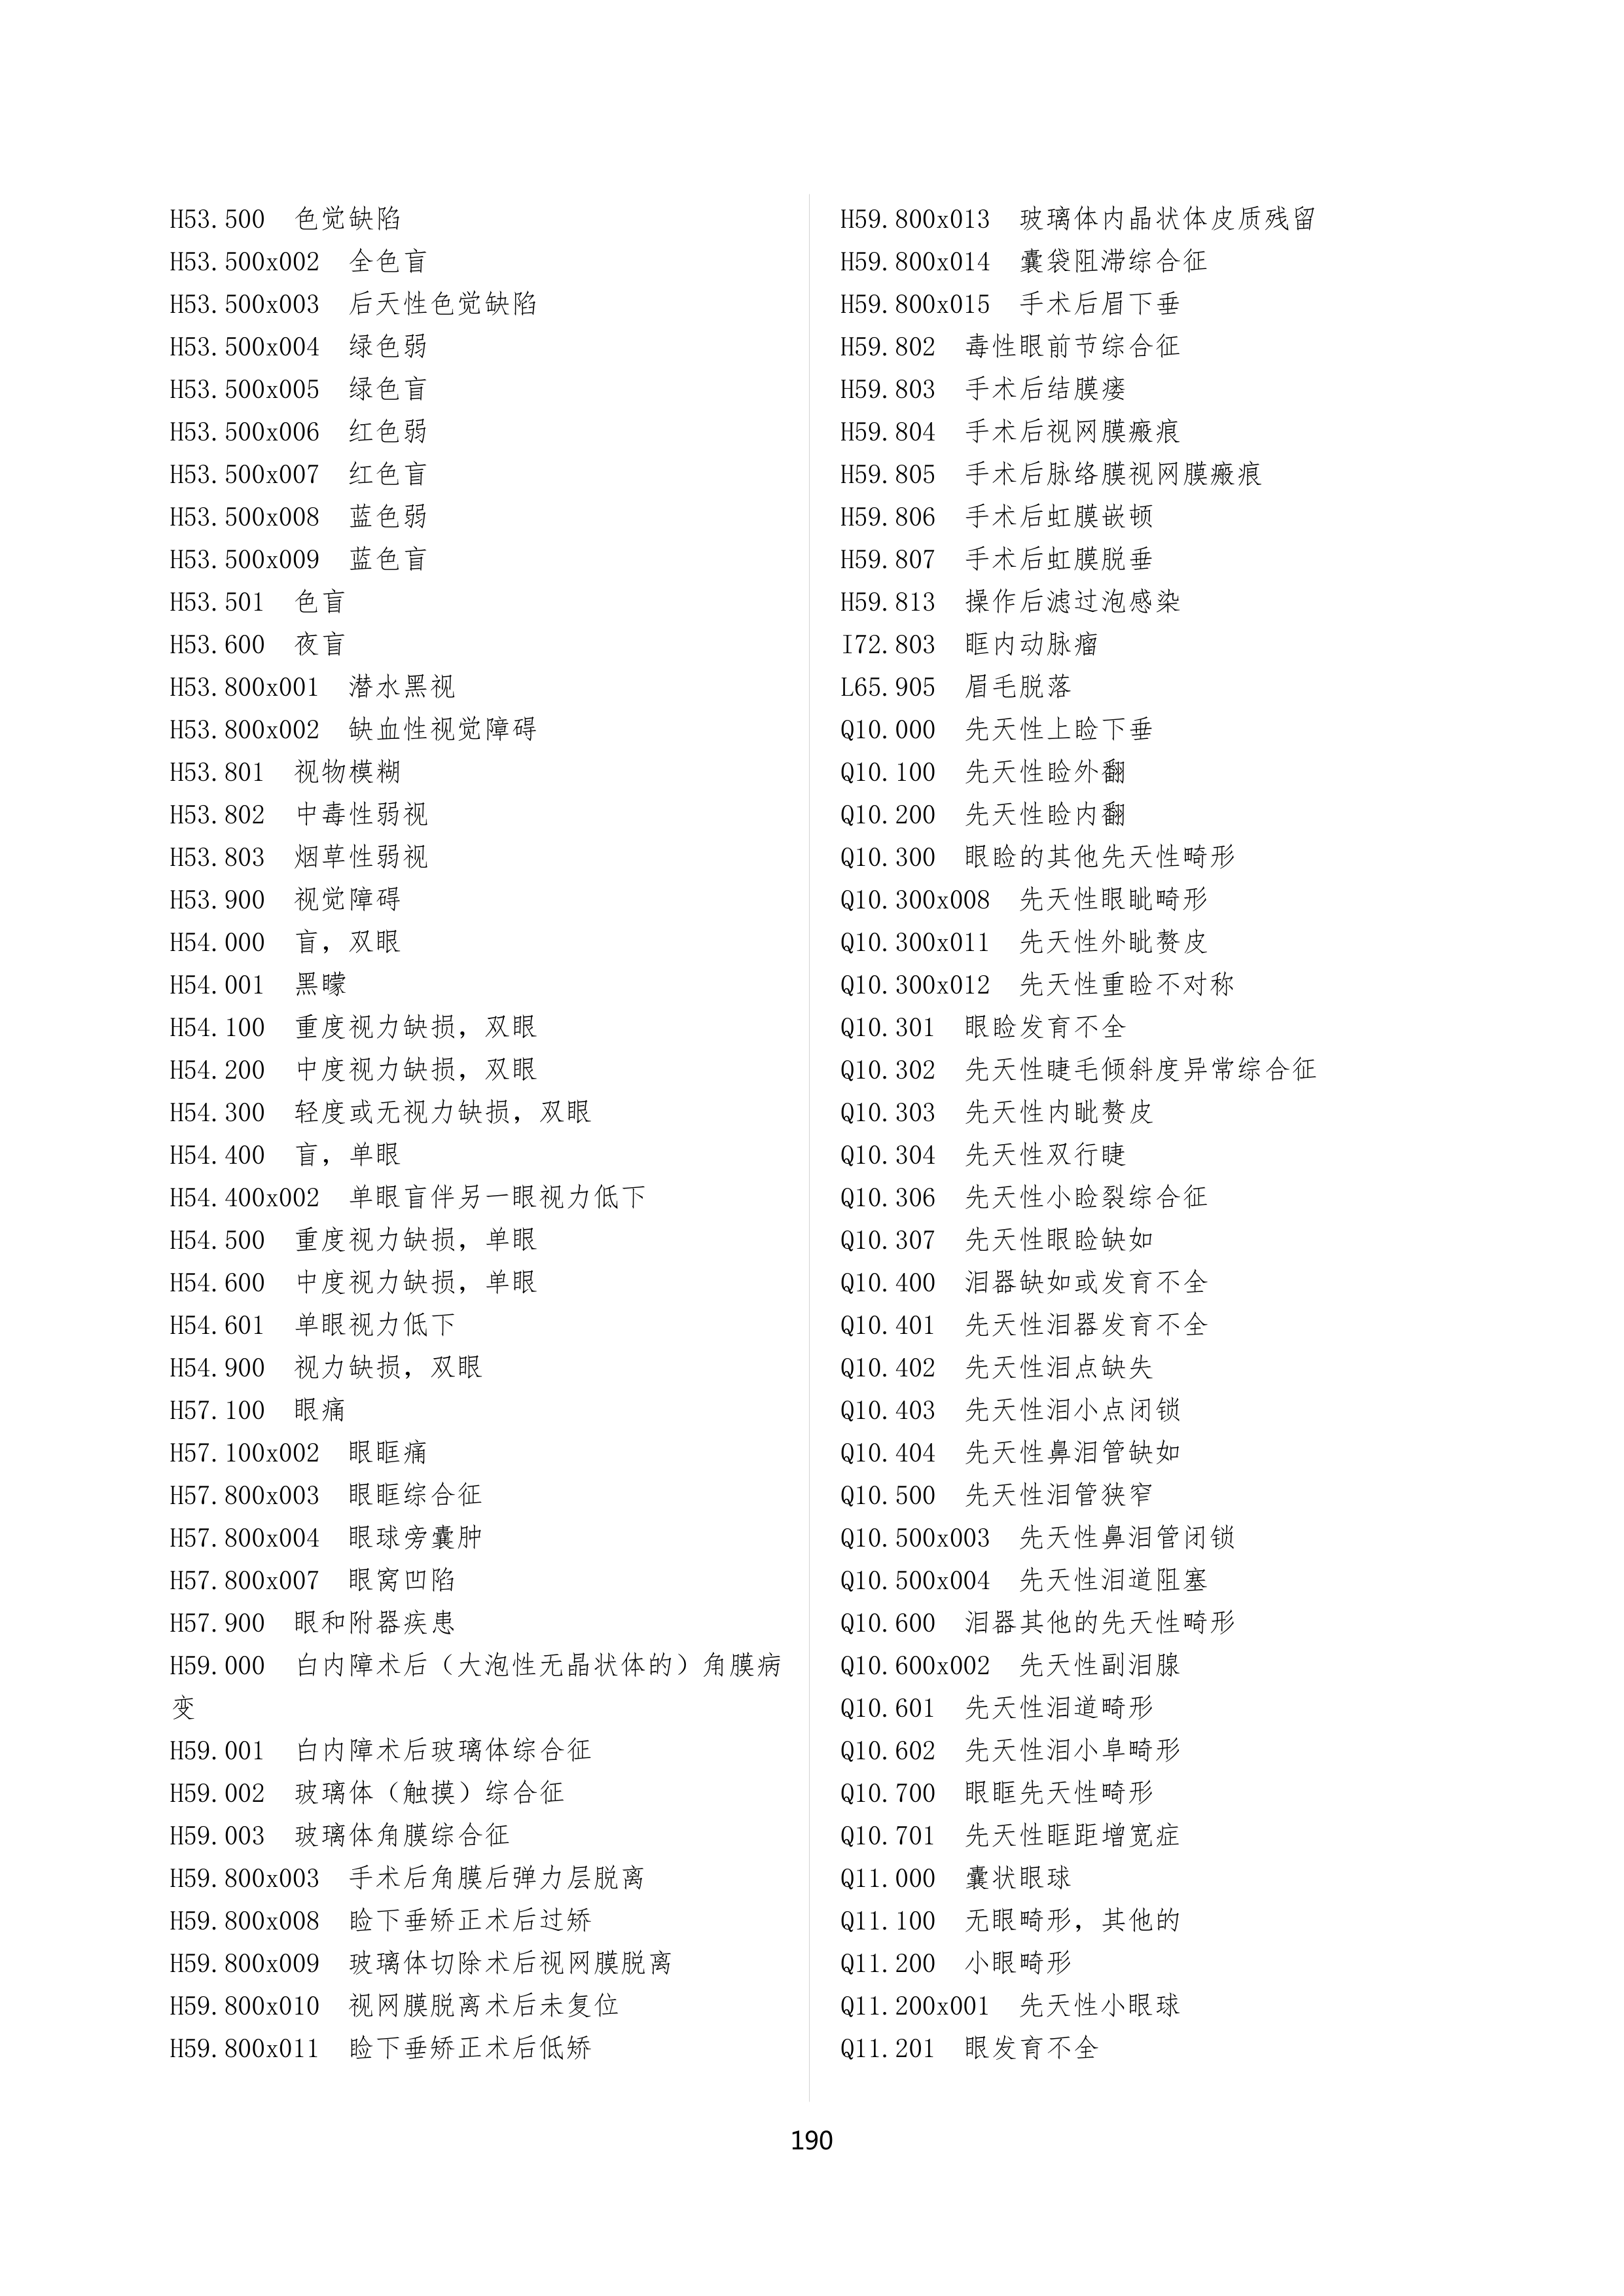 H53.500 色觉缺陷
H53.500x002 全色盲
H53.500x003 后天性色觉缺陷
H53.500x004 绿色弱
H53.500x005 绿色盲
H53.500x006 红色弱
H53.500x007 红色盲
H53.500x008 蓝色弱
H53.500x009 蓝色盲
H53.501 色盲
H53.600 夜盲
H53.800x001 潜水黑视
H53.800x002 缺血性视觉障碍
H53.801 视物模糊
H53.802 中毒性弱视
H53.803 烟草性弱视
H53.900 视觉障碍
H54.000 盲，双眼
H54.001 黑矇
H54.100 重度视力缺损，双眼
H54.200 中度视力缺损，双眼
H54.300 轻度或无视力缺损，双眼
H54.400 盲，单眼
H54.400x002 单眼盲伴另一眼视力低下
H54.500 重度视力缺损，单眼
H54.600 中度视力缺损，单眼
H54.601 单眼视力低下
H54.900 视力缺损，双眼
H57.100 眼痛
H57.100x002 眼眶痛
H57.800x003 眼眶综合征
H57.800x004 眼球旁囊肿
H57.800x007 眼窝凹陷
H57.900 眼和附器疾患
H59.000 白内障术后（大泡性无晶状体的）角膜病
变
H59.001 白内障术后玻璃体综合征
H59.002 玻璃体（触摸）综合征
H59.003 玻璃体角膜综合征
H59.800x003 手术后角膜后弹力层脱离
H59.800x008 睑下垂矫正术后过矫
H59.800x009 玻璃体切除术后视网膜脱离
H59.800x010 视网膜脱离术后未复位
H59.800x011 睑下垂矫正术后低矫
H59.800x013 玻璃体内晶状体皮质残留
H59.800x014 囊袋阻滞综合征
H59.800x015 手术后眉下垂
H59.802 毒性眼前节综合征
H59.803 手术后结膜瘘
H59.804 手术后视网膜瘢痕
H59.805 手术后脉络膜视网膜瘢痕
H59.806 手术后虹膜嵌顿
H59.807 手术后虹膜脱垂
H59.813 操作后滤过泡感染
I72.803 眶内动脉瘤
L65.905 眉毛脱落
Q10.000 先天性上睑下垂
Q10.100 先天性睑外翻
Q10.200 先天性睑内翻
Q10.300 眼睑的其他先天性畸形
Q10.300x008 先天性眼眦畸形
Q10.300x011 先天性外眦赘皮
Q10.300x012 先天性重睑不对称
Q10.301 眼睑发育不全
Q10.302 先天性睫毛倾斜度异常综合征
Q10.303 先天性内眦赘皮
Q10.304 先天性双行睫
Q10.306 先天性小睑裂综合征
Q10.307 先天性眼睑缺如
Q10.400 泪器缺如或发育不全
Q10.401 先天性泪器发育不全
Q10.402 先天性泪点缺失
Q10.403 先天性泪小点闭锁
Q10.404 先天性鼻泪管缺如
Q10.500 先天性泪管狭窄
Q10.500x003 先天性鼻泪管闭锁
Q10.500x004 先天性泪道阻塞
Q10.600 泪器其他的先天性畸形
Q10.600x002 先天性副泪腺
Q10.601 先天性泪道畸形
Q10.602 先天性泪小阜畸形
Q10.700 眼眶先天性畸形
Q10.701 先天性眶距增宽症
Q11.000 囊状眼球
Q11.100 无眼畸形，其他的
Q11.200 小眼畸形
Q11.200x001 先天性小眼球
Q11.201 眼发育不全
190